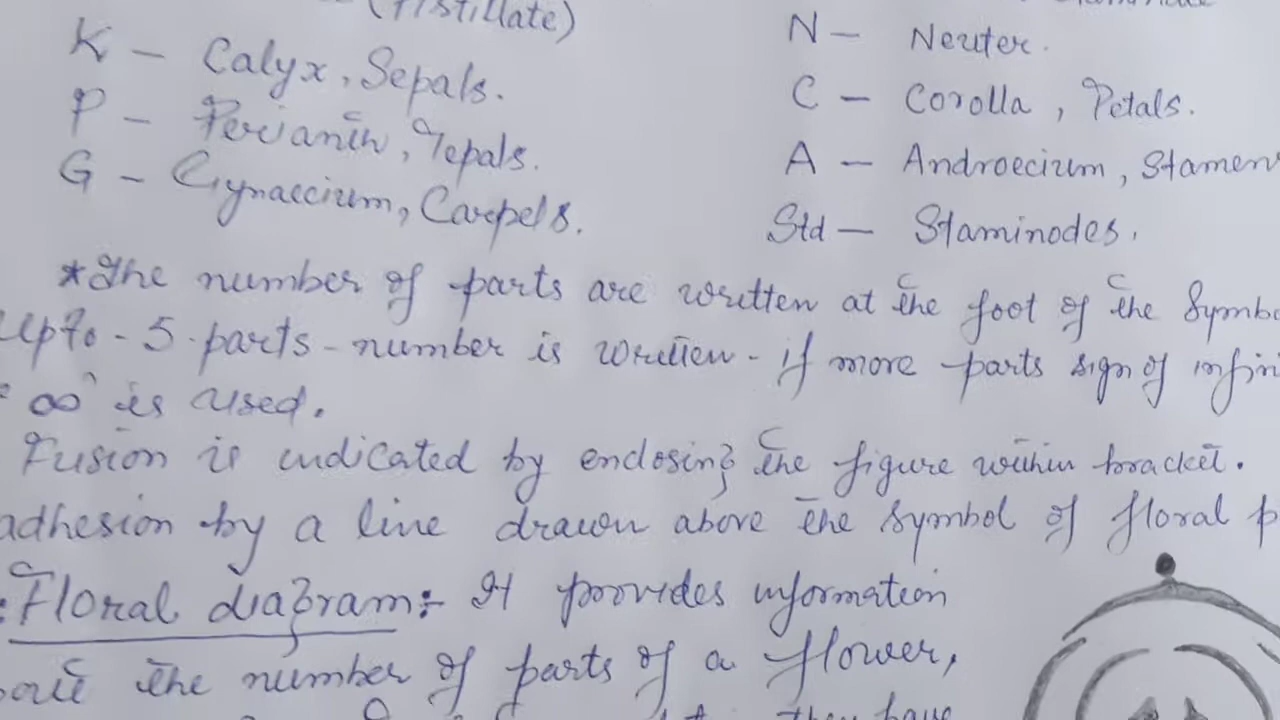 (Pistillate)
K - Calyx, Sepals.
N - Neuter.
P - Perianth, Tepals.
C - Corolla, Petals.
G - Gynaecium, Carpels.
A - Androecium, Stamen
Std - Staminodes.
*The number of parts are written at the foot of the Symbo
Upto - 5 parts - number is written - if more parts sign of infini
"∞" is used.
Fusion is indicated by enclosing the figure within bracket.
adhesion by a line drawn above the symbol of floral p
: Floral diagram:- It provides information
the number of parts of a flower,
they have